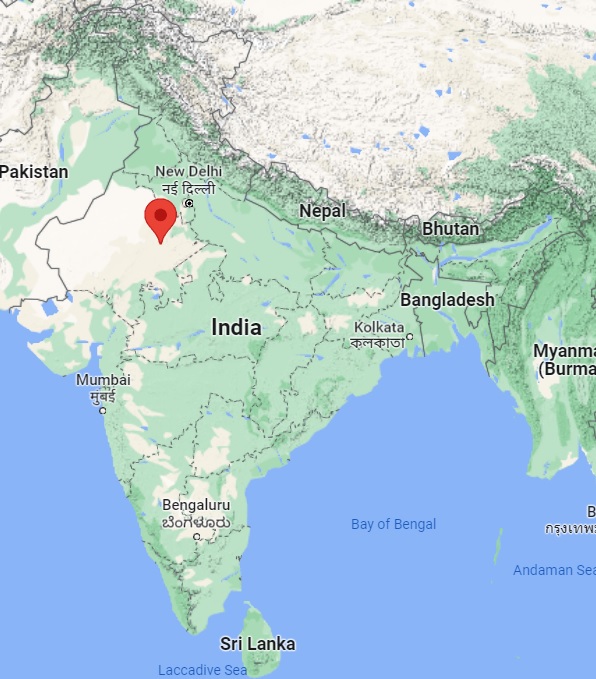 New Delhi
नई दिल्ली
Pakistan
Nepal
Bhutan
Bangladesh
India
Kolkata
কলকাতা
Myanma
(Burma
Mumbai
मुंबई
Bengaluru
ಬೆಂಗಳೂರು
Bay of Bengal
B
กรุงเทพ
Andaman Sea
Sri Lanka
Laccadive Sea